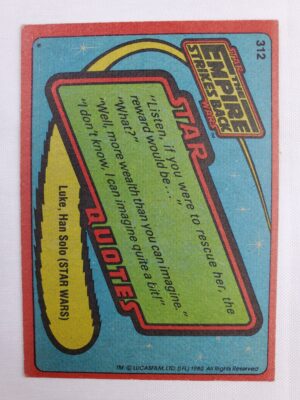 312
STAR
WARS
THE
EMPIRE
STRIKES BACK
STAR
QUOTES
"Listen, if you were to rescue her, the
reward would be . . ."
"What?"
"Well, more wealth than you can imagine."
"I don't know, I can imagine quite a bit!"
Luke, Han Solo (STAR WARS)
TM: © LUCASFILM, LTD. (LFL) 1980. All Rights Reserved
*